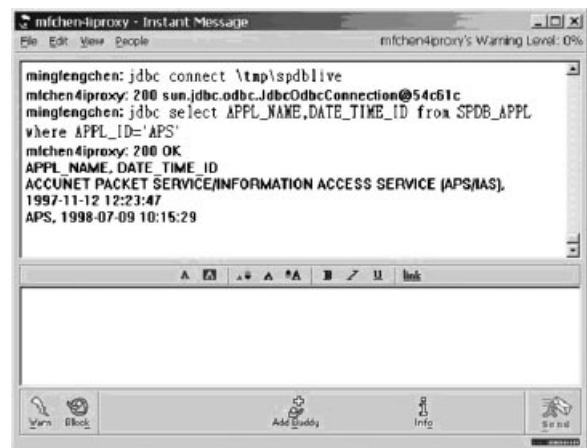 mfchen4iproxy - Instant Message
File Edit View People mfchen4iproxy's Warning Level: 0%
mingfengchen: jdbc connect \tmp\spdblive
mfchen4iproxy: 200 sun.jdbc.odbc.JdbcOdbcConnection@54c61c
mingfengchen: jdbc select APPL_NAME,DATE_TIME_ID from SPDB_APPL
where APPL_ID='APS'
mfchen4iproxy: 200 OK
APPL_NAME, DATE_TIME_ID
ACCUNET PACKET SERVICE/INFORMATION ACCESS SERVICE (APS/IAS),
1997-11-12 12:23:47
APS, 1998-07-09 10:15:29
A A A A A B I U link
Warn Block Add Buddy Info Send